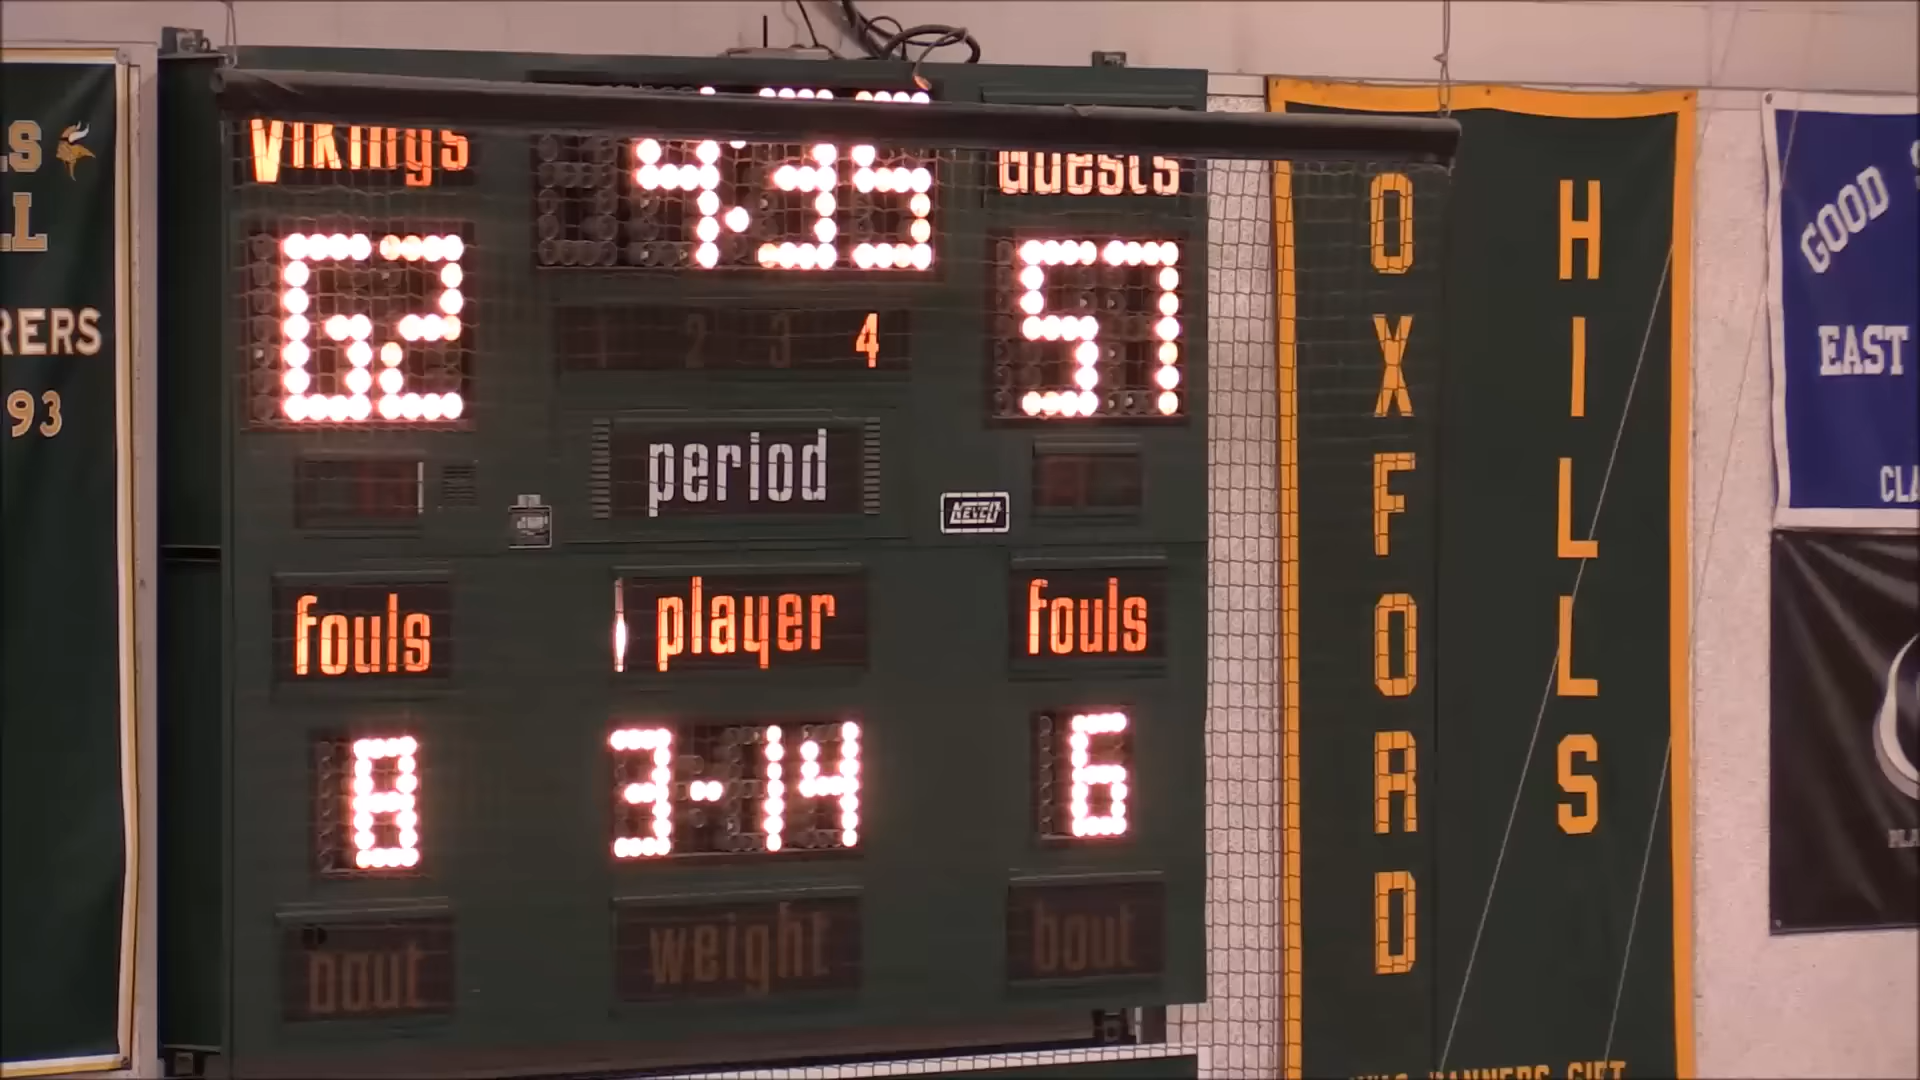 Vikings
4:35
Guests
62
57
1 2 3 4
period
NEVCO
fouls
player
fouls
8
3-14
6
bout
weight
bout
OXFORD
HILLS
RERS
93
GOOD
EAST